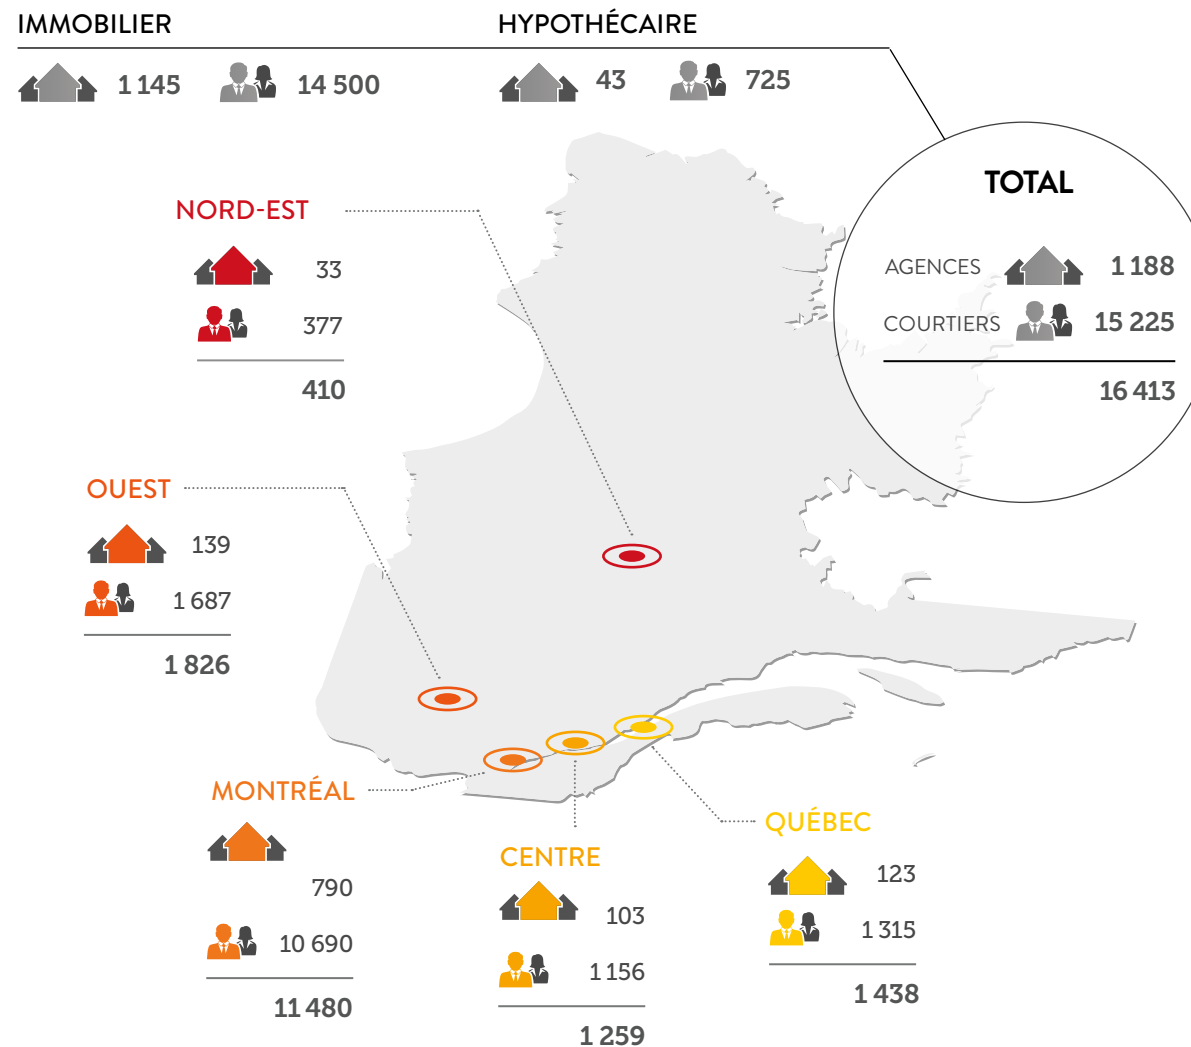 IMMOBILIER
1 145 14 500
HYPOTHÉCAIRE
43 725
TOTAL
AGENCES 1 188
COURTIERS 15 225
16 413
NORD-EST
33
377
410
OUEST
139
1 687
1 826
MONTRÉAL
790
10 690
11 480
CENTRE
103
1 156
1 259
QUÉBEC
123
1 315
1 438